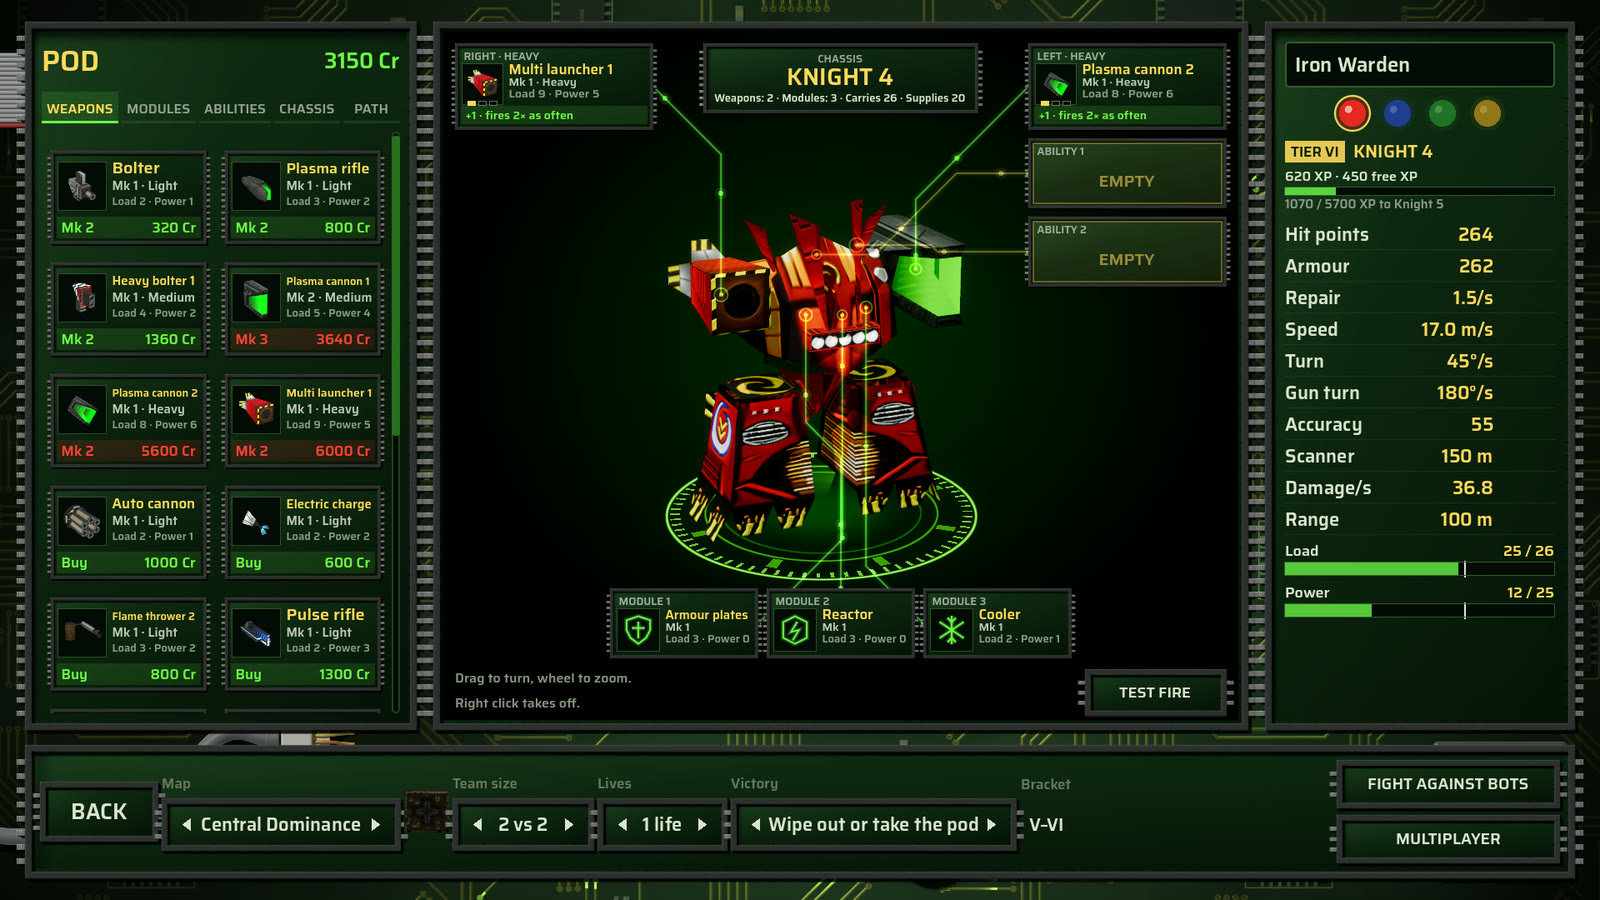 POD
3150 Cr
WEAPONS
MODULES
ABILITIES
CHASSIS
PATH
Bolter
Mk 1 · Light
Load 2 · Power 1
Mk 2
320 Cr
Plasma rifle
Mk 1 · Light
Load 3 · Power 2
Mk 2
800 Cr
Heavy bolter 1
Mk 1 · Medium
Load 4 · Power 2
Mk 2
1360 Cr
Plasma cannon 1
Mk 2 · Medium
Load 5 · Power 4
Mk 3
3640 Cr
Plasma cannon 2
Mk 1 · Heavy
Load 8 · Power 6
Mk 2
5600 Cr
Multi launcher 1
Mk 1 · Heavy
Load 9 · Power 5
Mk 2
6000 Cr
Auto cannon
Mk 1 · Light
Load 2 · Power 1
Buy
1000 Cr
Electric charge
Mk 1 · Light
Load 2 · Power 2
Buy
600 Cr
Flame thrower 2
Mk 1 · Light
Load 3 · Power 2
Buy
800 Cr
Pulse rifle
Mk 1 · Light
Load 2 · Power 3
Buy
1300 Cr
RIGHT · HEAVY
Multi launcher 1
Mk 1 · Heavy
Load 9 · Power 5
+1 · fires 2× as often
CHASSIS
KNIGHT 4
Weapons: 2 · Modules: 3 · Carries 26 · Supplies 20
LEFT · HEAVY
Plasma cannon 2
Mk 1 · Heavy
Load 8 · Power 6
+1 · fires 2× as often
ABILITY 1
EMPTY
ABILITY 2
EMPTY
MODULE 1
Armour plates
Mk 1
Load 3 · Power 0
MODULE 2
Reactor
Mk 1
Load 3 · Power 0
MODULE 3
Cooler
Mk 1
Load 2 · Power 1
Drag to turn, wheel to zoom.
Right click takes off.
TEST FIRE
Iron Warden
TIER VI
KNIGHT 4
620 XP · 450 free XP
1070 / 5700 XP to Knight 5
Hit points 264
Armour 262
Repair 1.5/s
Speed 17.0 m/s
Turn 45°/s
Gun turn 180°/s
Accuracy 55
Scanner 150 m
Damage/s 36.8
Range 100 m
Load 25 / 26
Power 12 / 25
BACK
Map
Central Dominance
Team size
2 vs 2
Lives
1 life
Victory
Wipe out or take the pod
Bracket
V–VI
FIGHT AGAINST BOTS
MULTIPLAYER